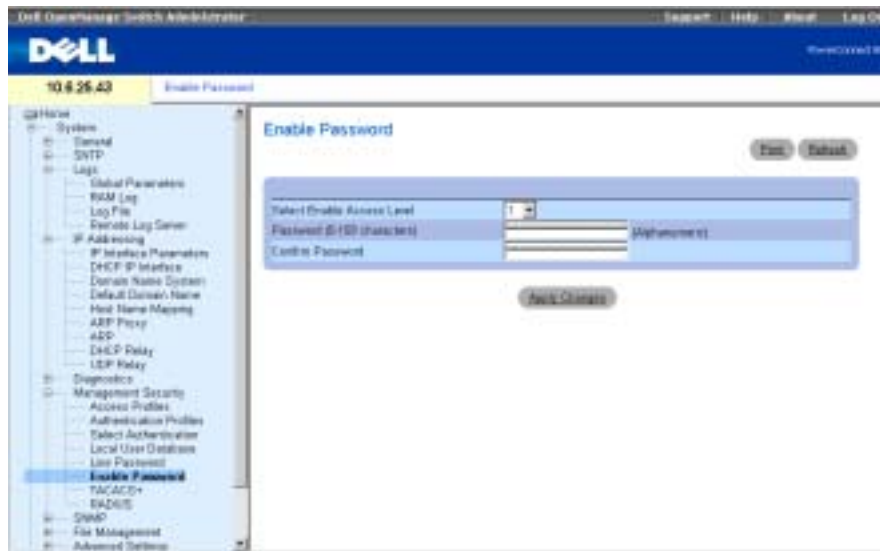 Dell OpenManage Switch Administrator
Support Help About Log Out
DELL
10.6.25.43
Enable Password
Home
System
General
SNTP
Logs
Global Parameters
RAM Log
Log File
Remote Log Server
IP Addressing
IP Interface Parameters
DHCP IP Interface
Domain Name System
Default Domain Name
Host Name Mapping
ARP Proxy
ARP
DHCP Relay
UDP Relay
Diagnostics
Management Security
Access Profiles
Authentication Profiles
Select Authentication
Local User Database
Line Password
Enable Password
TACACS+
RADIUS
SNMP
File Management
Advanced Settings
Enable Password
Print Refresh
Select Enable Access Level 1
Password (0-159 characters) (Alphanumeric)
Confirm Password
Apply Changes